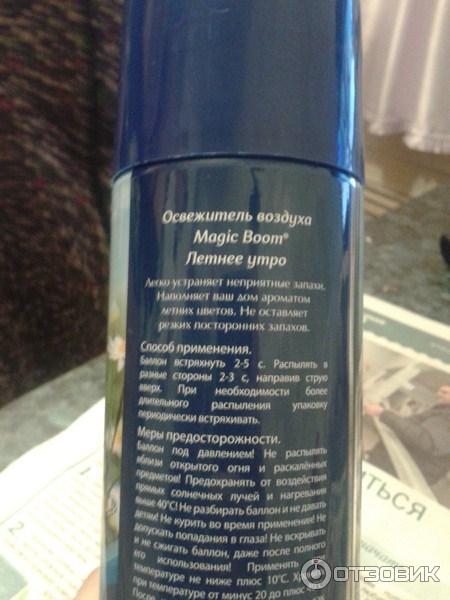 Освежитель воздуха
Magic Boom®
Летнее утро
Легко устраняет неприятные запахи.
Наполняет ваш дом ароматом
летних цветов. Не оставляет
резких посторонних запахов.
Способ применения.
Баллон встряхнуть 2-5 с. Распылять в
разные стороны 2-3 с, направив струю
вверх. При необходимости более
длительного распыления упаковку
периодически встряхивать.
Меры предосторожности.
Баллон под давлением! Не распылять
вблизи открытого огня и раскалённых
предметов! Предохранять от воздействия
прямых солнечных лучей и нагревания
выше 40°С! Не разбирать баллон и не давать
детям! Не курить во время применения! Не
допускать попадания в глаза! Не вскрывать
и не сжигать баллон, даже после полного
его использования! Применять
температуре не ниже плюс 10°С.
при температуре от минус 20 до плюс
После
ИТЬСЯ
1
2
ОТЗОВИК